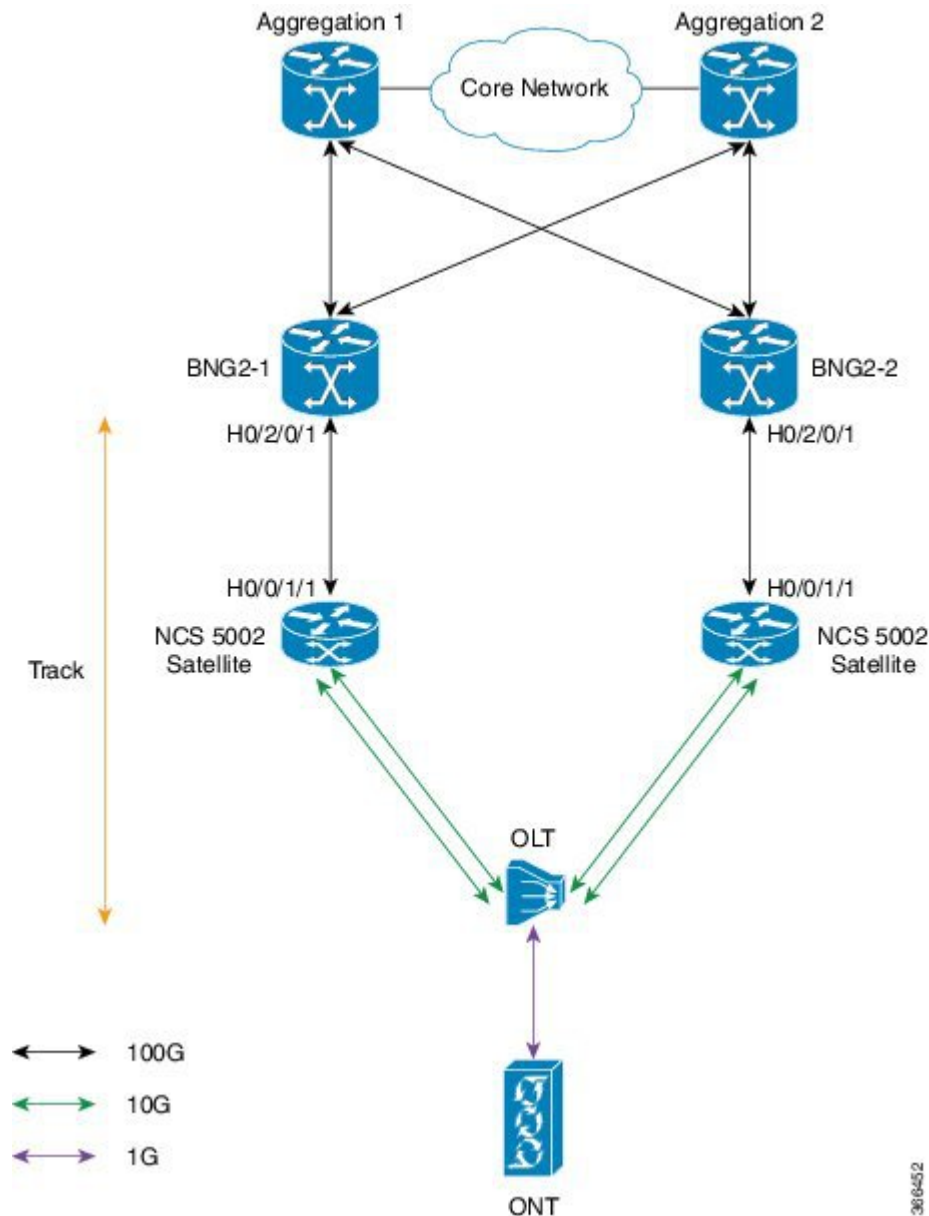 Aggregation 1
Aggregation 2
Core Network
BNG2-1
BNG2-2
H0/2/0/1
H0/2/0/1
H0/0/1/1
H0/0/1/1
NCS 5002
Satellite
NCS 5002
Satellite
Track
OLT
100G
10G
1G
ONT
366452